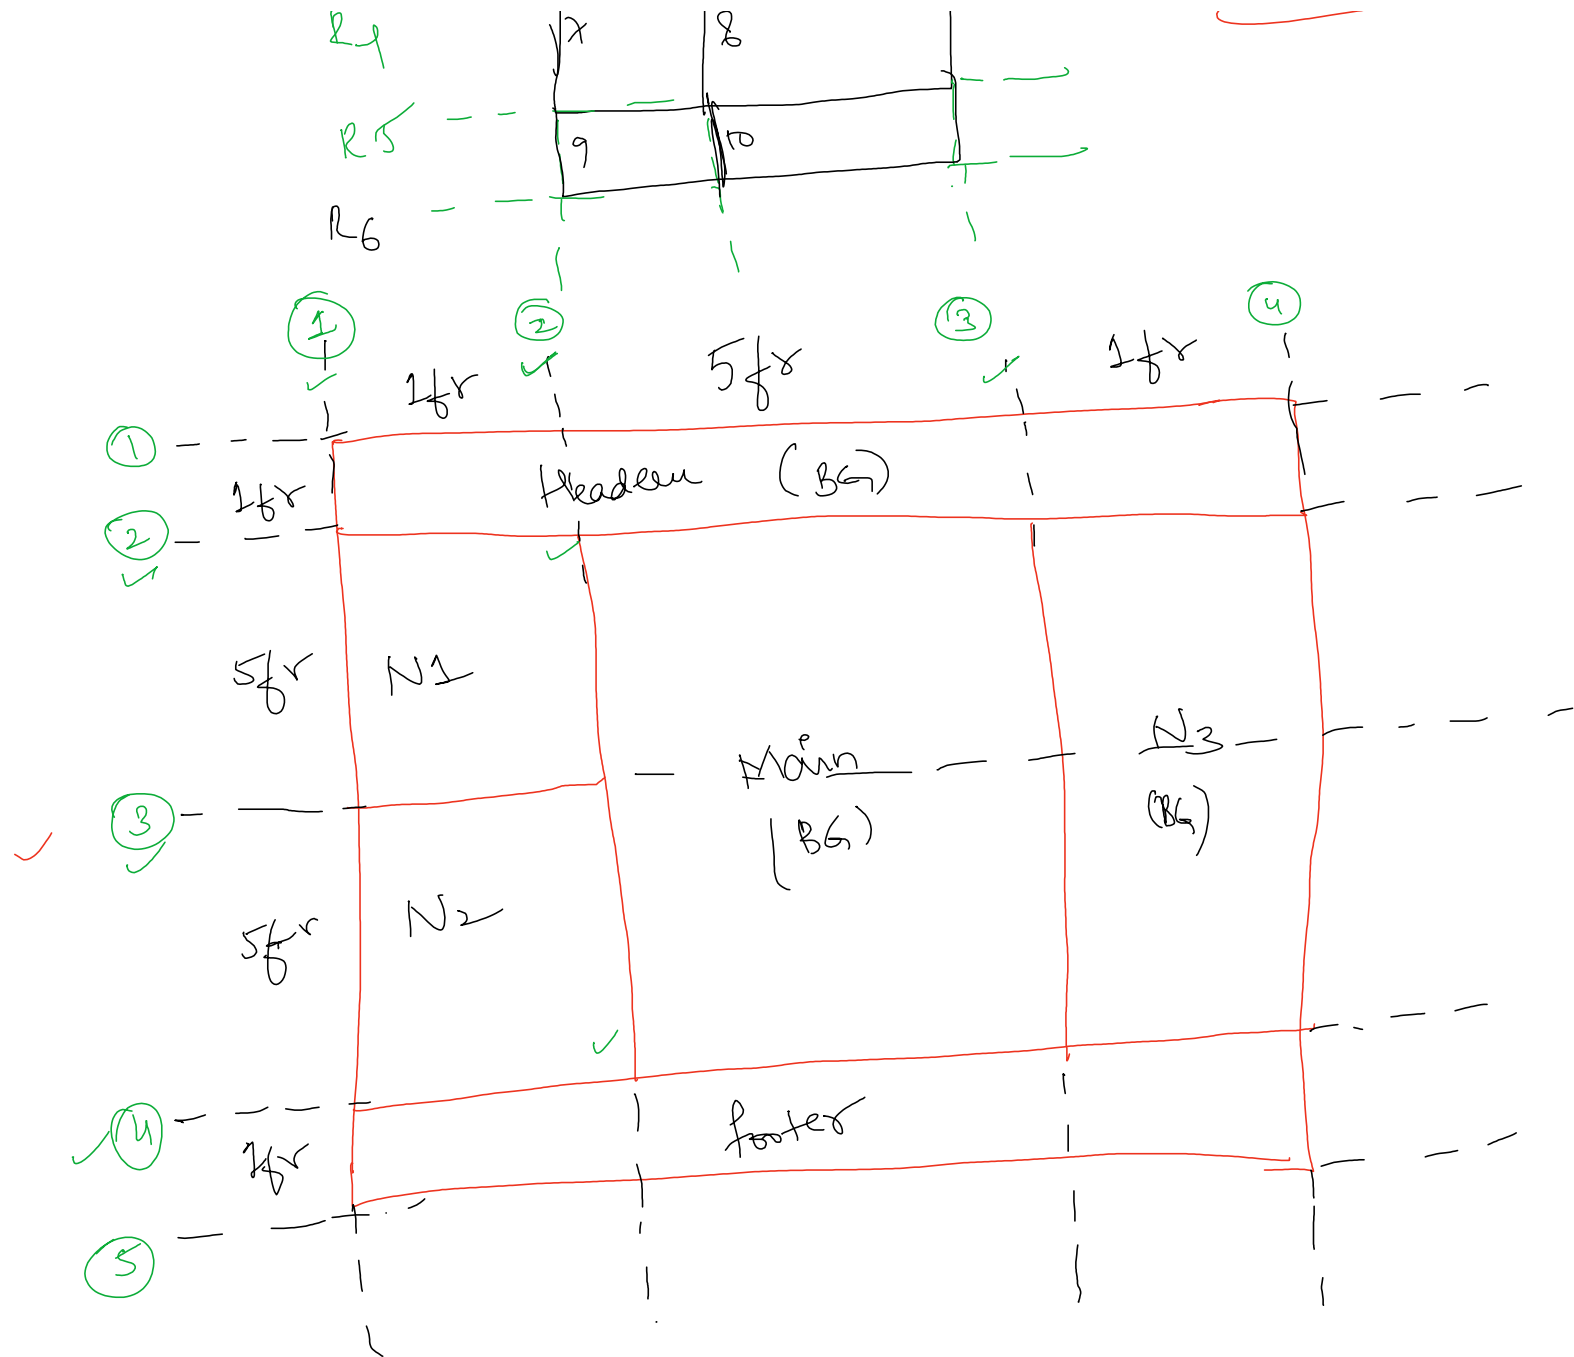 R4 7 8
R5 9 10
R6
1 2 3 4
1fr 5fr 1fr
1
1fr Header (BG)
2
5fr N1
Main N3
3 (BG) (BG)
5fr N2
4 footer
1fr
5